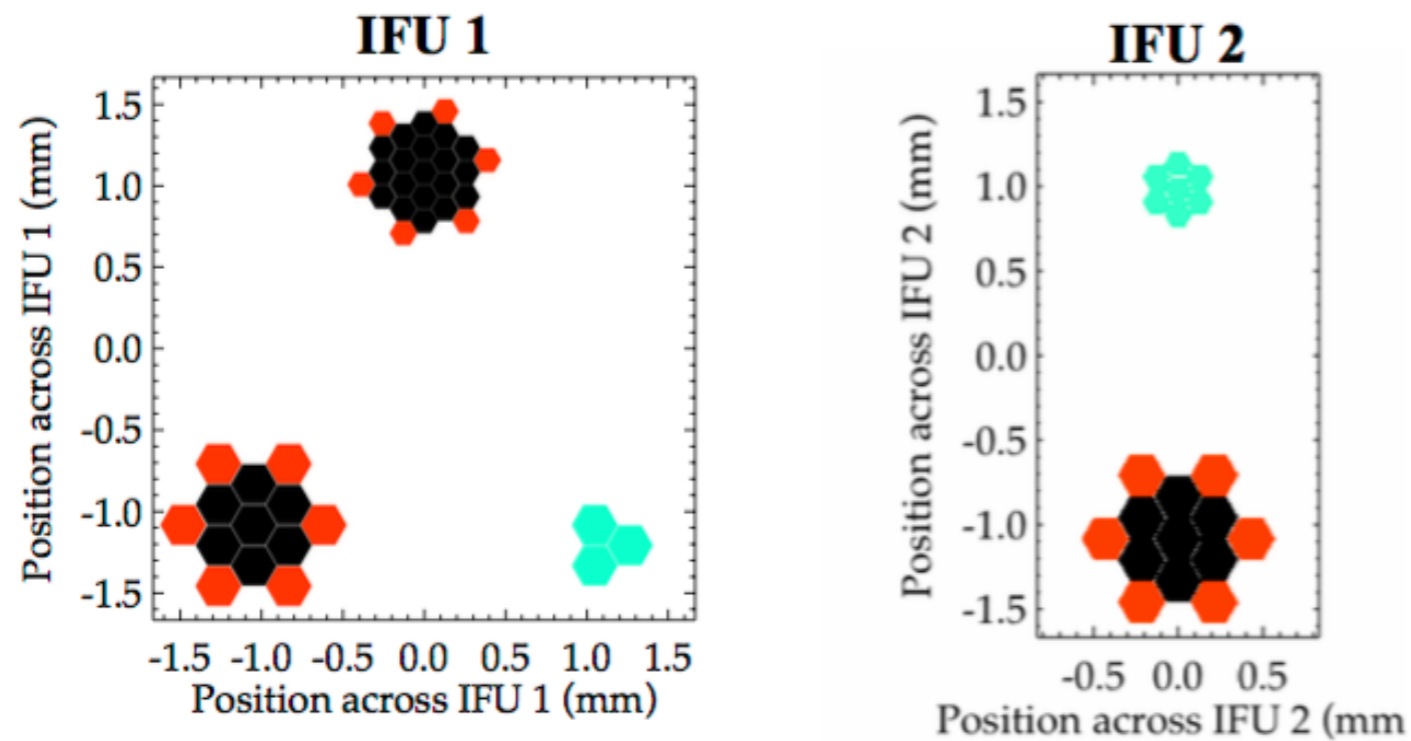 IFU 1
Position across IFU 1 (mm)
1.5
1.0
0.5
0.0
-0.5
-1.0
-1.5
-1.5 -1.0 -0.5 0.0 0.5 1.0 1.5
Position across IFU 1 (mm)
IFU 2
Position across IFU 2 (mm)
1.5
1.0
0.5
0.0
-0.5
-1.0
-1.5
-0.5 0.0 0.5
Position across IFU 2 (mm